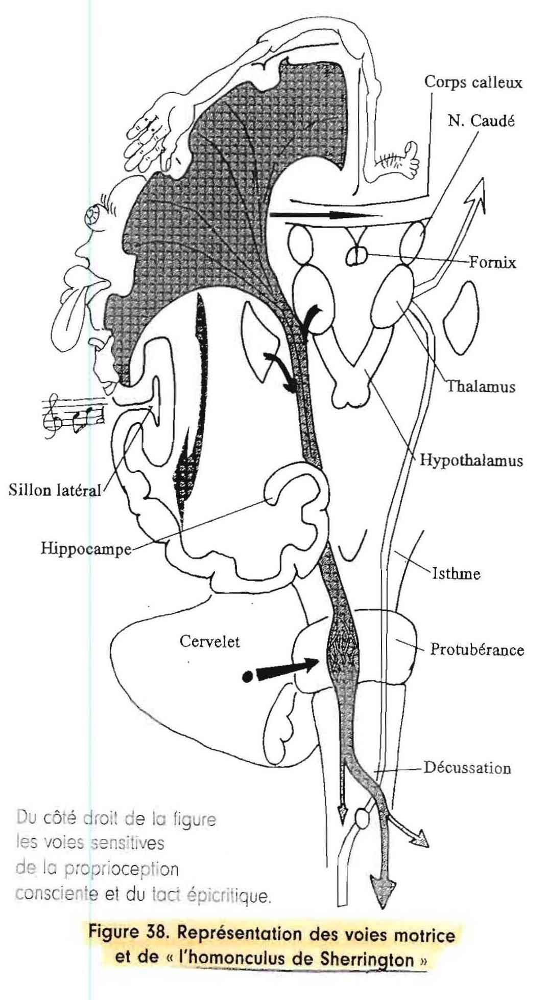 Corps calleux
N. Caudé
Fornix
Thalamus
Hypothalamus
Sillon latéral
Hippocampe
Isthme
Cervelet
Protubérance
Décussation
Du côté droit de la figure
les voies sensitives
de la proprioception
consciente et du tact épicritique.
Figure 38. Représentation des voies motrice
et de « l'homonculus de Sherrington »